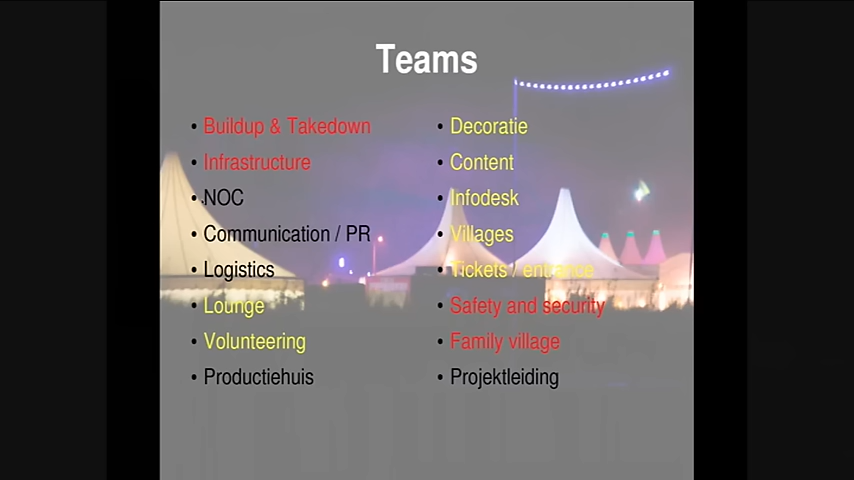 Teams
• Buildup & Takedown
• Infrastructure
• NOC
• Communication / PR
• Logistics
• Lounge
• Volunteering
• Productiehuis
• Decoratie
• Content
• Infodesk
• Villages
• Tickets / entrance
• Safety and security
• Family village
• Projektleiding